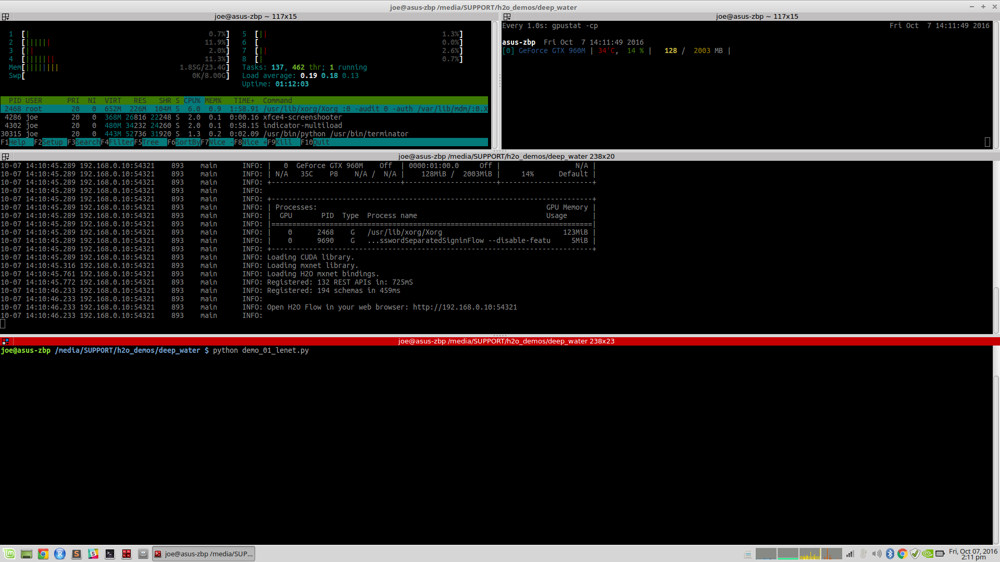 joe@asus-zbp /media/SUPPORT/h2o_demos/deep_water
joe@asus-zbp ~ 117x15
1 [| 0.7%] 5 [|| 1.3%]
2 [|||||| 11.9%] 6 [ 0.0%]
3 [|| 2.0%] 7 [|| 2.6%]
4 [||||||| 11.3%] 8 [| 0.7%]
Mem[|||||||| 1.85G/23.4G] Tasks: 137, 462 thr; 1 running
Swp[ 0K/8.00G] Load average: 0.19 0.18 0.13
Uptime: 01:12:03
PID USER PRI NI VIRT RES SHR S CPU% MEM% TIME+ Command
2468 root 20 0 652M 226M 104M S 6.0 0.9 1:58.91 /usr/lib/xorg/Xorg :0 -audit 0 -auth /var/lib/mdm/:0.X
4286 joe 20 0 368M 26816 22248 S 2.0 0.1 0:00.16 xfce4-screenshooter
4302 joe 20 0 480M 34232 24260 S 2.0 0.1 0:58.15 indicator-multiload
30315 joe 20 0 443M 52736 31920 S 1.3 0.2 0:02.09 /usr/bin/python /usr/bin/terminator
F1Help F2Setup F3SearchF4FilterF5Tree F6SortByF7Nice -F8Nice +F9Kill F10Quit
joe@asus-zbp ~ 117x15
Every 1.0s: gpustat -cp Fri Oct 7 14:11:49 2016
asus-zbp Fri Oct 7 14:11:49 2016
[0] GeForce GTX 960M | 34'C, 14 % | 128 / 2003 MB |
joe@asus-zbp /media/SUPPORT/h2o_demos/deep_water 238x20
10-07 14:10:45.289 192.168.0.10:54321 893 main INFO: | 0 GeForce GTX 960M Off | 0000:01:00.0 Off | N/A |
10-07 14:10:45.289 192.168.0.10:54321 893 main INFO: | N/A 35C P8 N/A / N/A | 128MiB / 2003MiB | 14% Default |
10-07 14:10:45.289 192.168.0.10:54321 893 main INFO: +-------------------------------+----------------------+----------------------+
10-07 14:10:45.289 192.168.0.10:54321 893 main INFO:
10-07 14:10:45.289 192.168.0.10:54321 893 main INFO: +-----------------------------------------------------------------------------+
10-07 14:10:45.289 192.168.0.10:54321 893 main INFO: | Processes: GPU Memory |
10-07 14:10:45.289 192.168.0.10:54321 893 main INFO: | GPU PID Type Process name Usage |
10-07 14:10:45.289 192.168.0.10:54321 893 main INFO: |=============================================================================|
10-07 14:10:45.289 192.168.0.10:54321 893 main INFO: | 0 2468 G /usr/lib/xorg/Xorg 123MiB |
10-07 14:10:45.289 192.168.0.10:54321 893 main INFO: | 0 9690 G ...sswordSeparatedSigninFlow --disable-featu 5MiB |
10-07 14:10:45.289 192.168.0.10:54321 893 main INFO: +-----------------------------------------------------------------------------+
10-07 14:10:45.289 192.168.0.10:54321 893 main INFO: Loading CUDA library.
10-07 14:10:45.316 192.168.0.10:54321 893 main INFO: Loading mxnet library.
10-07 14:10:45.761 192.168.0.10:54321 893 main INFO: Loading H2O mxnet bindings.
10-07 14:10:45.772 192.168.0.10:54321 893 main INFO: Registered: 132 REST APIs in: 725mS
10-07 14:10:46.233 192.168.0.10:54321 893 main INFO: Registered: 194 schemas in 459ms
10-07 14:10:46.233 192.168.0.10:54321 893 main INFO:
10-07 14:10:46.233 192.168.0.10:54321 893 main INFO: Open H2O Flow in your web browser: http://192.168.0.10:54321
10-07 14:10:46.233 192.168.0.10:54321 893 main INFO:
joe@asus-zbp /media/SUPPORT/h2o_demos/deep_water 238x23
joe@asus-zbp /media/SUPPORT/h2o_demos/deep_water $ python demo_01_lenet.py
joe@asus-zbp /media/SUP...
Fri, Oct 07, 2016
2:11 pm